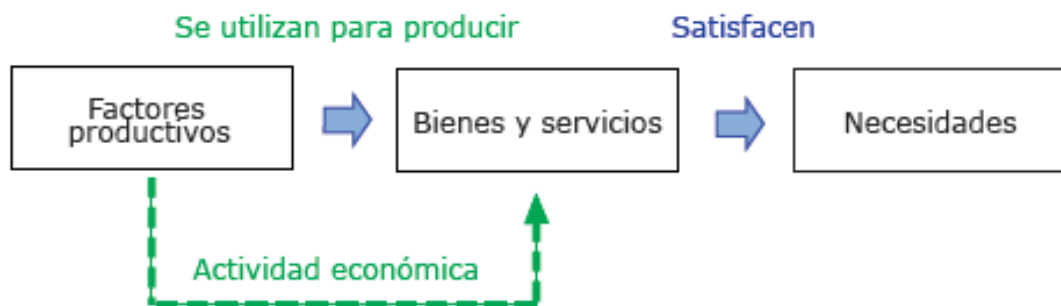 Se utilizan para producir
Satisfacen
Factores
productivos
Bienes y servicios
Necesidades
Actividad económica